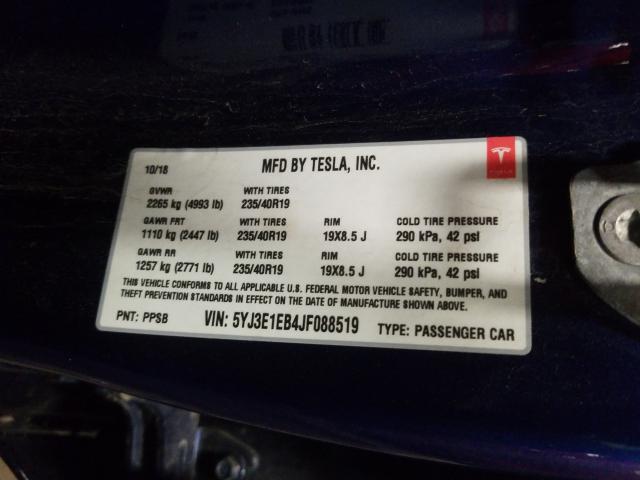 10/18 MFD BY TESLA, INC.
TESLA
GVWR WITH TIRES
2265 kg (4993 lb) 235/40R19
GAWR FRT WITH TIRES RIM COLD TIRE PRESSURE
1110 kg (2447 lb) 235/40R19 19X8.5 J 290 kPa, 42 psi
GAWR RR WITH TIRES RIM COLD TIRE PRESSURE
1257 kg (2771 lb) 235/40R19 19X8.5 J 290 kPa, 42 psi
THIS VEHICLE CONFORMS TO ALL APPLICABLE U.S. FEDERAL MOTOR VEHICLE SAFETY, BUMPER, AND
THEFT PREVENTION STANDARDS IN EFFECT ON THE DATE OF MANUFACTURE SHOWN ABOVE.
PNT: PPSB VIN: 5YJ3E1EB4JF088519 TYPE: PASSENGER CAR